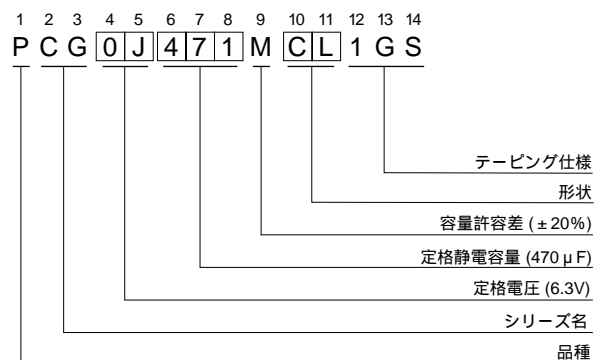 1 2 3 4 5 6 7 8 9 10 11 12 13 14
P C G 0 J 4 7 1 M C L 1 G S
テーピング仕様
形状
容量許容差 (±20%)
定格静電容量 (470 μF)
定格電圧 (6.3V)
シリーズ名
品種